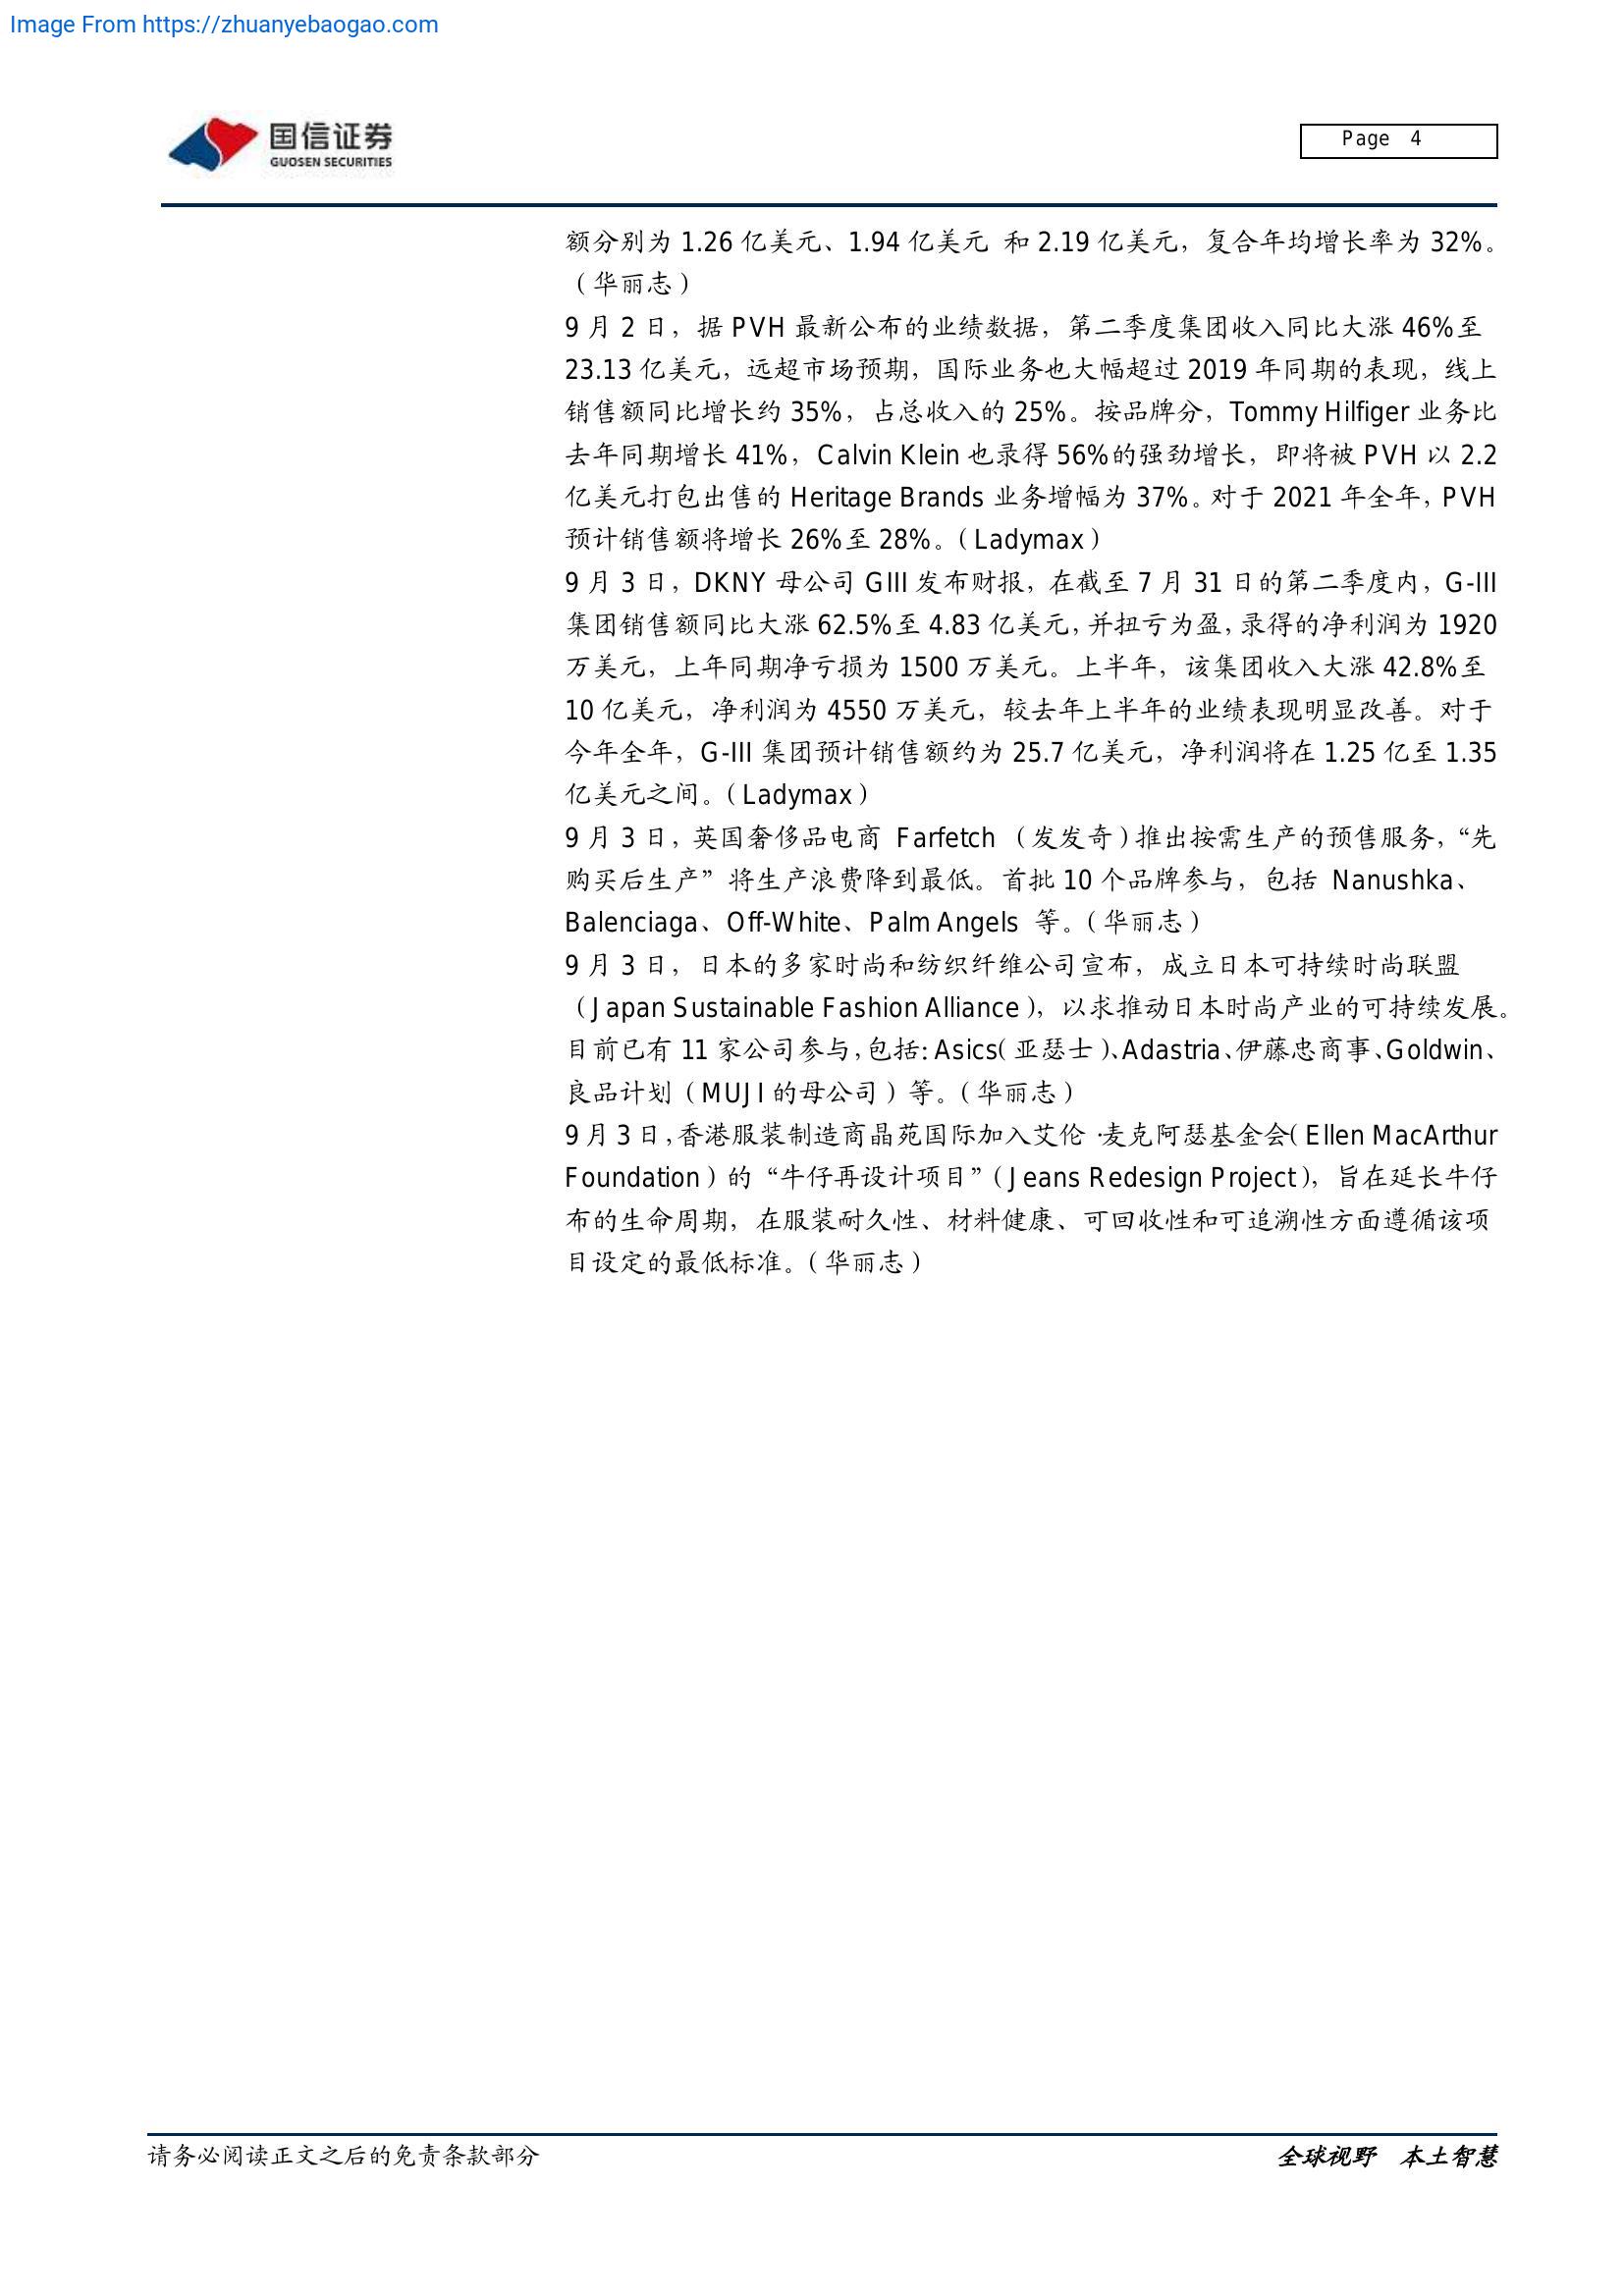 Image From https://zhuanyebaogao.com
国信证券
GUOSEN SECURITIES
Page 4
额分别为 1.26 亿美元、1.94 亿美元 和 2.19 亿美元，复合年均增长率为 32%。
（华丽志）
9 月 2 日，据 PVH 最新公布的业绩数据，第二季度集团收入同比大涨 46%至
23.13 亿美元，远超市场预期，国际业务也大幅超过 2019 年同期的表现，线上
销售额同比增长约 35%，占总收入的 25%。按品牌分，Tommy Hilfiger 业务比
去年同期增长 41%，Calvin Klein 也录得 56%的强劲增长，即将被 PVH 以 2.2
亿美元打包出售的 Heritage Brands 业务增幅为 37%。对于 2021 年全年，PVH
预计销售额将增长 26%至 28%。（Ladymax）
9 月 3 日，DKNY 母公司 GIII 发布财报，在截至 7 月 31 日的第二季度内，G-III
集团销售额同比大涨 62.5%至 4.83 亿美元，并扭亏为盈，录得的净利润为 1920
万美元，上年同期净亏损为 1500 万美元。上半年，该集团收入大涨 42.8%至
10 亿美元，净利润为 4550 万美元，较去年上半年的业绩表现明显改善。对于
今年全年，G-III 集团预计销售额约为 25.7 亿美元，净利润将在 1.25 亿至 1.35
亿美元之间。（Ladymax）
9 月 3 日，英国奢侈品电商 Farfetch （发发奇）推出按需生产的预售服务，“先
购买后生产”将生产浪费降到最低。首批 10 个品牌参与，包括 Nanushka、
Balenciaga、Off-White、Palm Angels 等。（华丽志）
9 月 3 日，日本的多家时尚和纺织纤维公司宣布，成立日本可持续时尚联盟
（Japan Sustainable Fashion Alliance），以求推动日本时尚产业的可持续发展。
目前已有 11 家公司参与，包括：Asics（亚瑟士）、Adastria、伊藤忠商事、Goldwin、
良品计划（MUJI 的母公司）等。（华丽志）
9 月 3 日，香港服装制造商晶苑国际加入艾伦·麦克阿瑟基金会（Ellen MacArthur
Foundation）的“牛仔再设计项目”（Jeans Redesign Project），旨在延长牛仔
布的生命周期，在服装耐久性、材料健康、可回收性和可追溯性方面遵循该项
目设定的最低标准。（华丽志）
请务必阅读正文之后的免责条款部分
全球视野 本土智慧